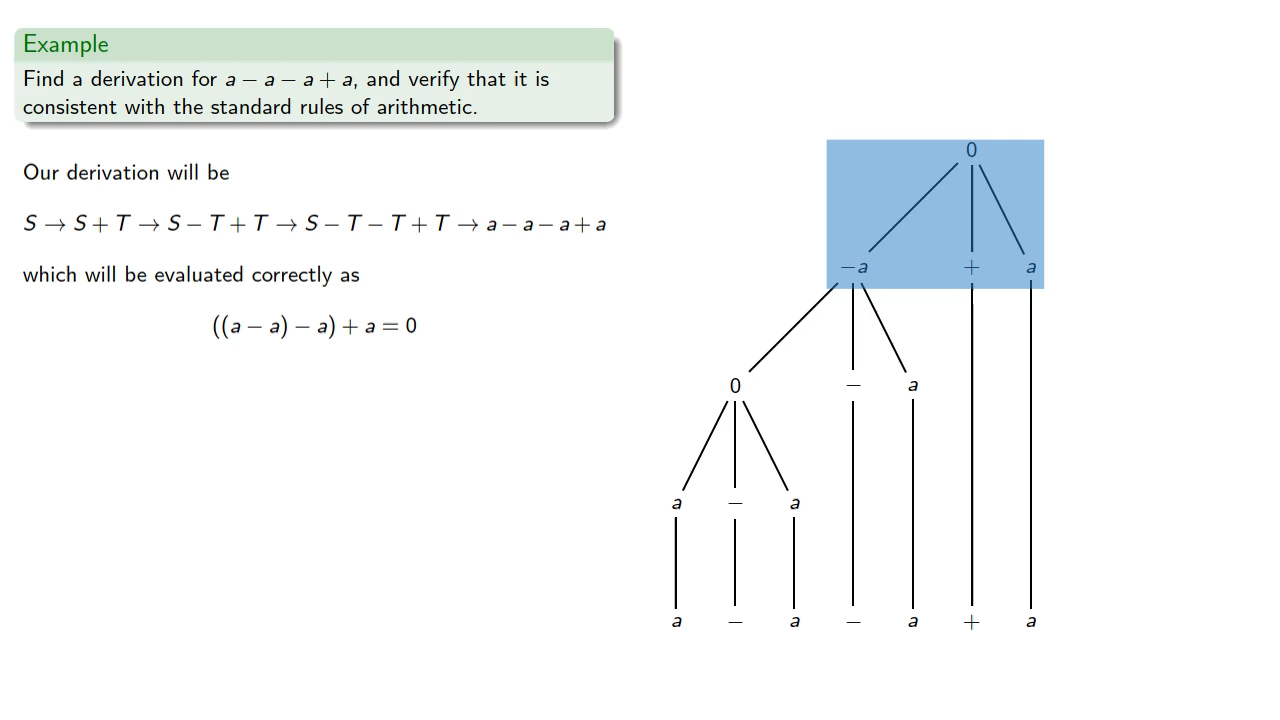 Example
Find a derivation for a − a − a + a, and verify that it is
consistent with the standard rules of arithmetic.
Our derivation will be
S → S + T → S − T + T → S − T − T + T → a − a − a + a
which will be evaluated correctly as
((a − a) − a) + a = 0
0
−a + a
0 − a
a − a
a − a − a + a